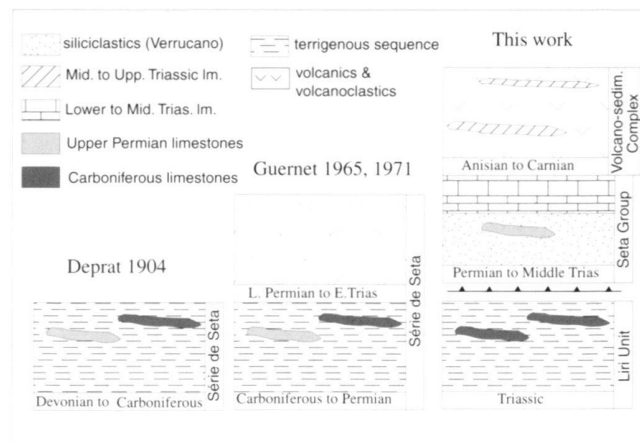 siliciclastics (Verrucano)
Mid. to Upp. Triassic lm.
Lower to Mid. Trias. lm.
Upper Permian limestones
Carboniferous limestones
terrigenous sequence
volcanics &
volcanoclastics
This work
Volcano-sedim.
Complex
Anisian to Carnian
Seta Group
Permian to Middle Trias
Liri Unit
Triassic
Guernet 1965, 1971
L. Permian to E.Trias
Série de Seta
Carboniferous to Permian
Deprat 1904
Série de Seta
Devonian to Carboniferous